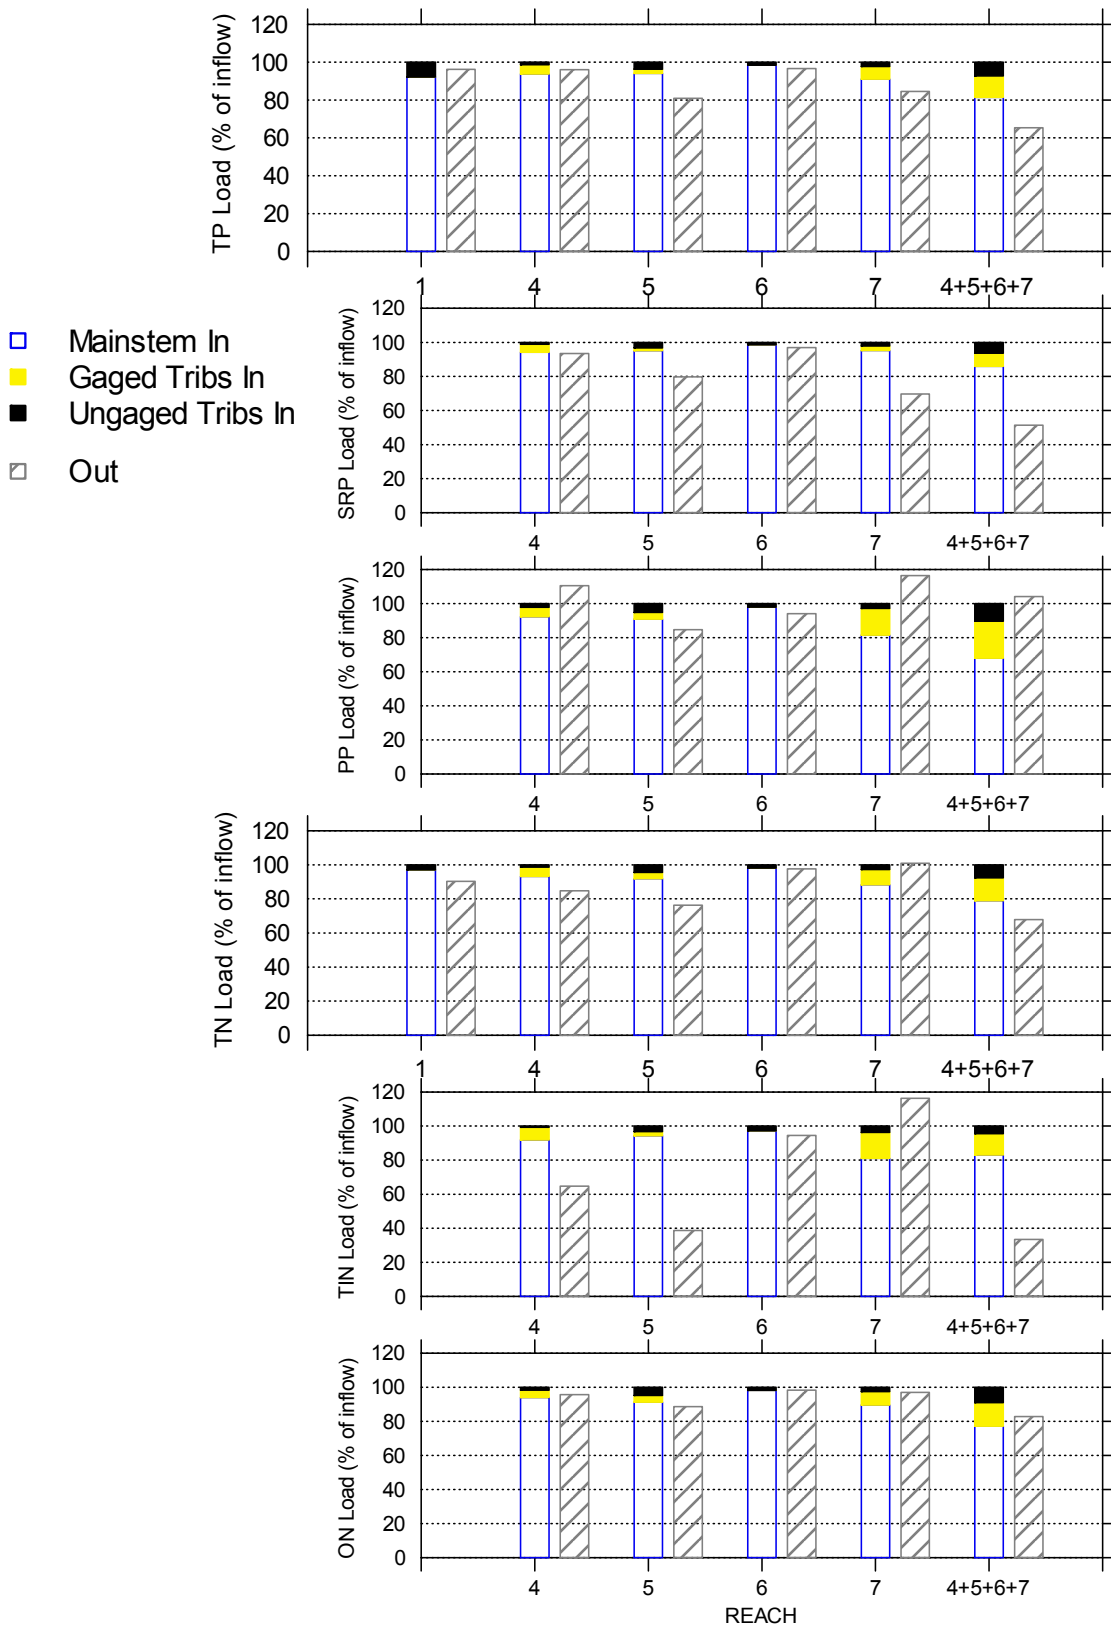 TP Load (% of inflow)
120
100
80
60
40
20
0
1 4 5 6 7 4+5+6+7
Mainstem In
Gaged Tribs In
Ungaged Tribs In
Out
SRP Load (% of inflow)
120
100
80
60
40
20
0
4 5 6 7 4+5+6+7
PP Load (% of inflow)
120
100
80
60
40
20
0
4 5 6 7 4+5+6+7
TN Load (% of inflow)
120
100
80
60
40
20
0
1 4 5 6 7 4+5+6+7
TIN Load (% of inflow)
120
100
80
60
40
20
0
4 5 6 7 4+5+6+7
ON Load (% of inflow)
120
100
80
60
40
20
0
4 5 6 7 4+5+6+7
REACH